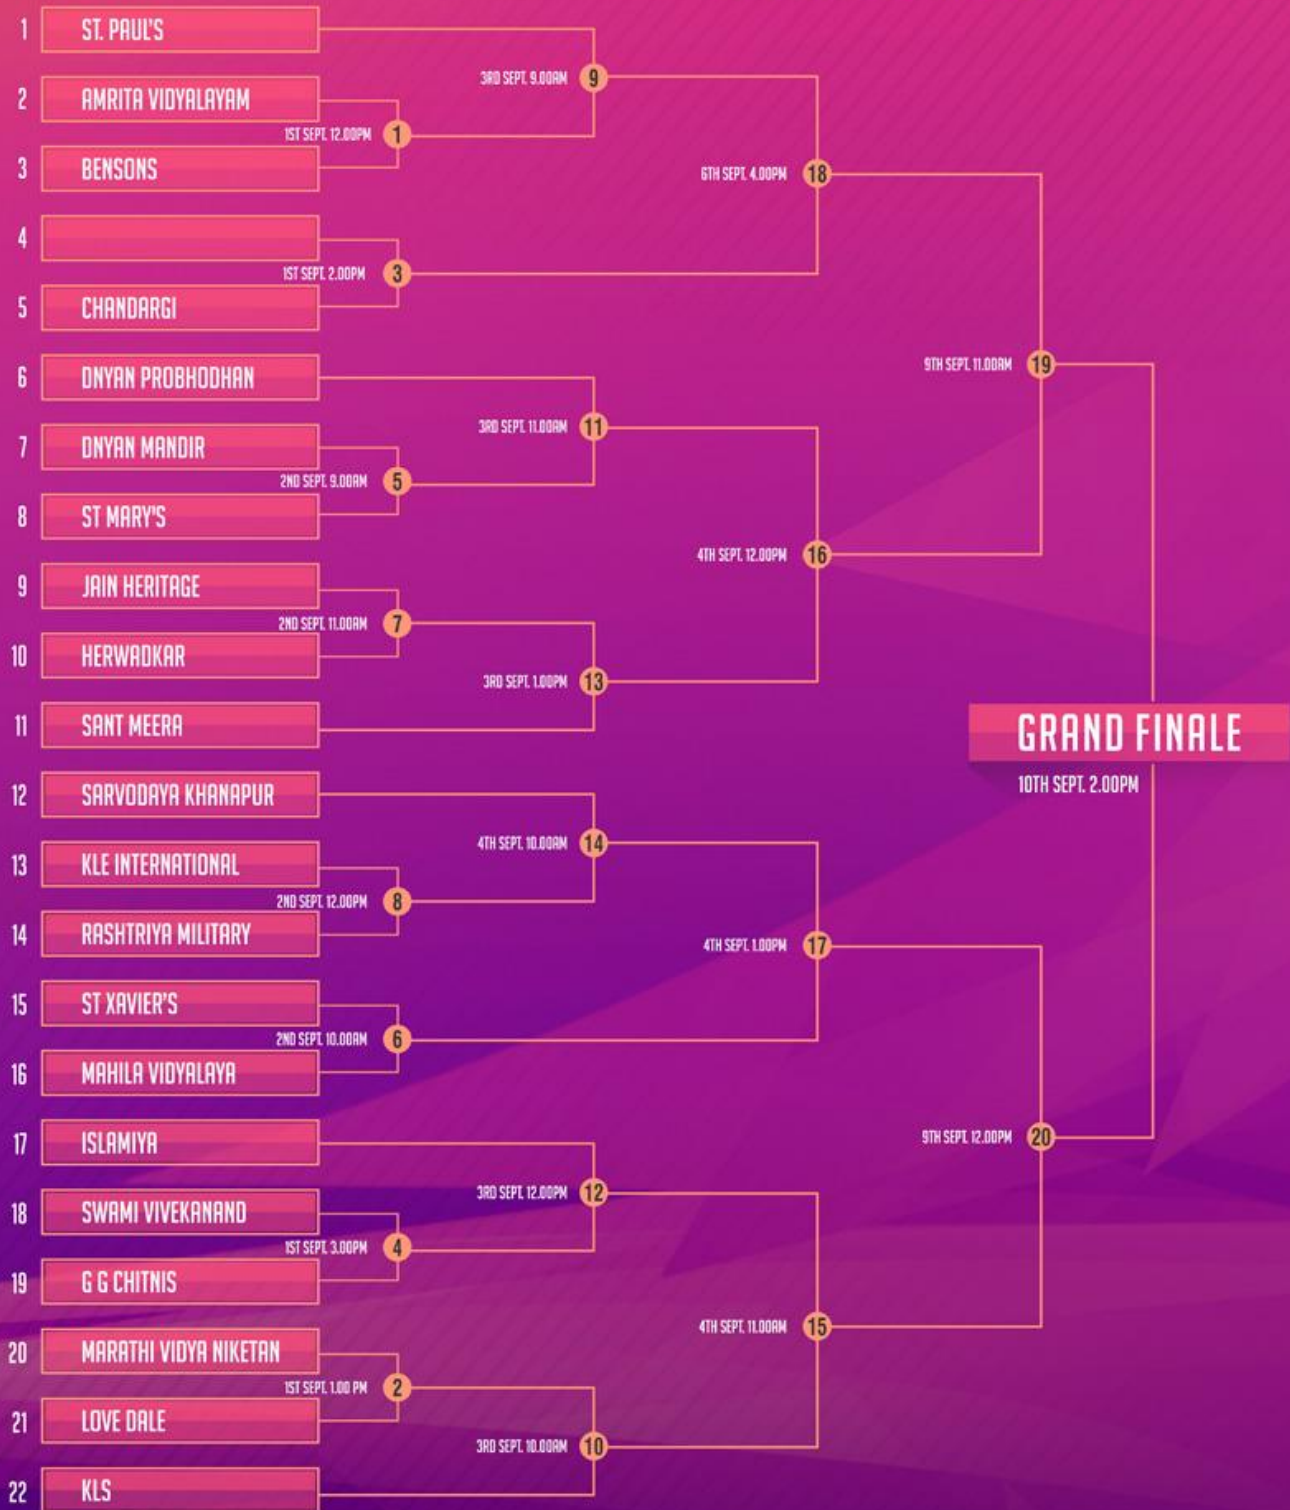 1 ST. PAUL'S
3RD SEPT. 9.00AM 9
2 AMRITA VIDYALAYAM
1ST SEPT. 12.00PM 1
3 BENSONS
6TH SEPT. 4.00PM 18
4
1ST SEPT. 2.00PM 3
5 CHANDARGI
9TH SEPT. 11.00AM 19
6 DNYAN PROBHODHAN
3RD SEPT. 11.00AM 11
7 DNYAN MANDIR
2ND SEPT. 9.00AM 5
8 ST MARY'S
4TH SEPT. 12.00PM 16
9 JAIN HERITAGE
2ND SEPT. 11.00AM 7
10 HERWADKAR
3RD SEPT. 1.00PM 13
11 SANT MEERA
GRAND FINALE
10TH SEPT. 2.00PM
12 SARVODAYA KHANAPUR
4TH SEPT. 10.00AM 14
13 KLE INTERNATIONAL
2ND SEPT. 12.00PM 8
14 RASHTRIYA MILITARY
4TH SEPT. 1.00PM 17
15 ST XAVIER'S
2ND SEPT. 10.00AM 6
16 MAHILA VIDYALAYA
9TH SEPT. 12.00PM 20
17 ISLAMIYA
3RD SEPT. 12.00PM 12
18 SWAMI VIVEKANAND
1ST SEPT. 3.00PM 4
19 G G CHITNIS
4TH SEPT. 11.00AM 15
20 MARATHI VIDYA NIKETAN
1ST SEPT. 1.00 PM 2
21 LOVE DALE
3RD SEPT. 10.00AM 10
22 KLS